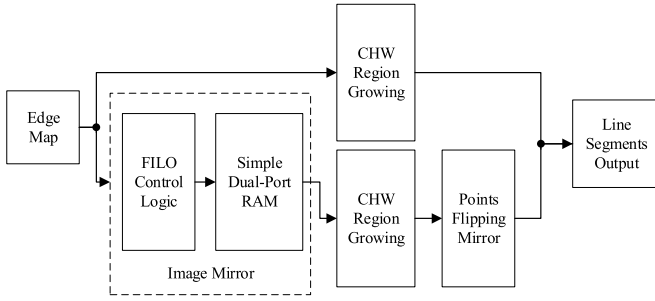 Edge
Map
FILO
Control
Logic
Simple
Dual-Port
RAM
Image Mirror
CHW
Region
Growing
CHW
Region
Growing
Points
Flipping
Mirror
Line
Segments
Output